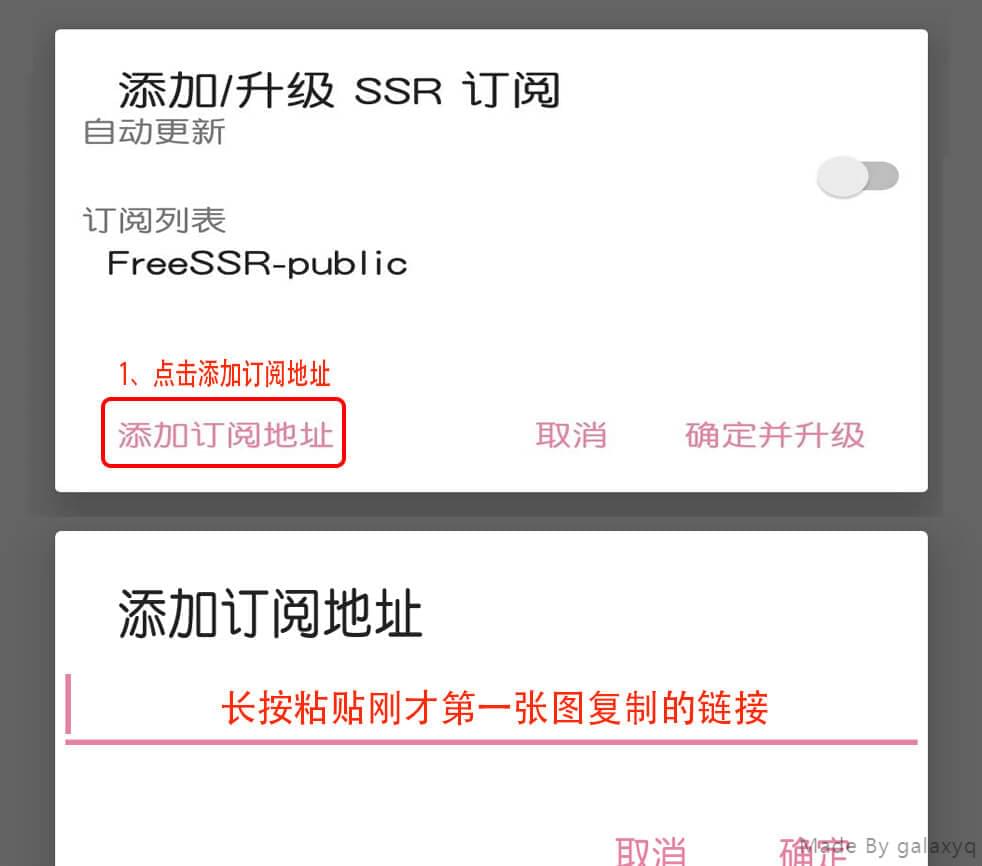 添加/升级 SSR 订阅
自动更新
订阅列表
FreeSSR-public
1、点击添加订阅地址
添加订阅地址 取消 确定并升级
添加订阅地址
长按粘贴刚才第一张图复制的链接
取消 确定
Made By galaxyq